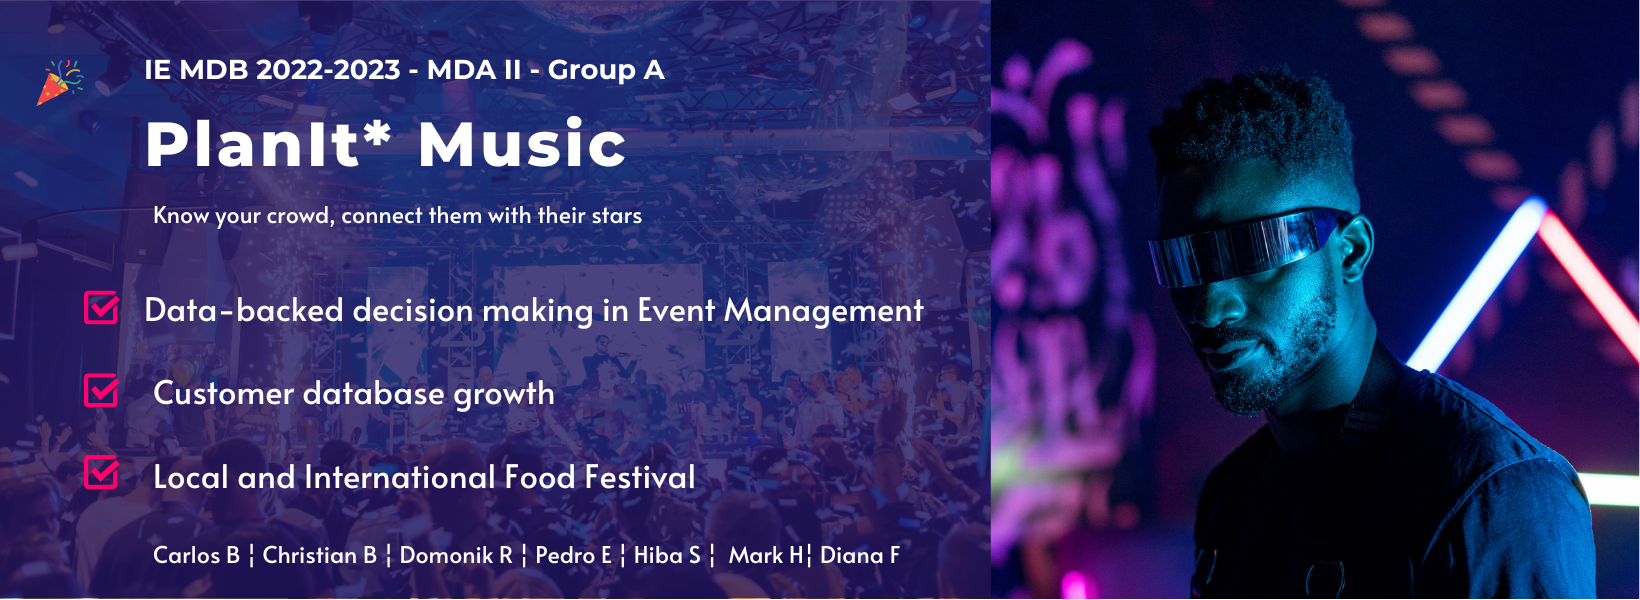 IE MDB 2022-2023 - MDA II - Group A
PlanIt* Music
Know your crowd, connect them with their stars
Data-backed decision making in Event Management
Customer database growth
Local and International Food Festival
Carlos B ¦ Christian B ¦ Domonik R ¦ Pedro E ¦ Hiba S ¦ Mark H¦ Diana F